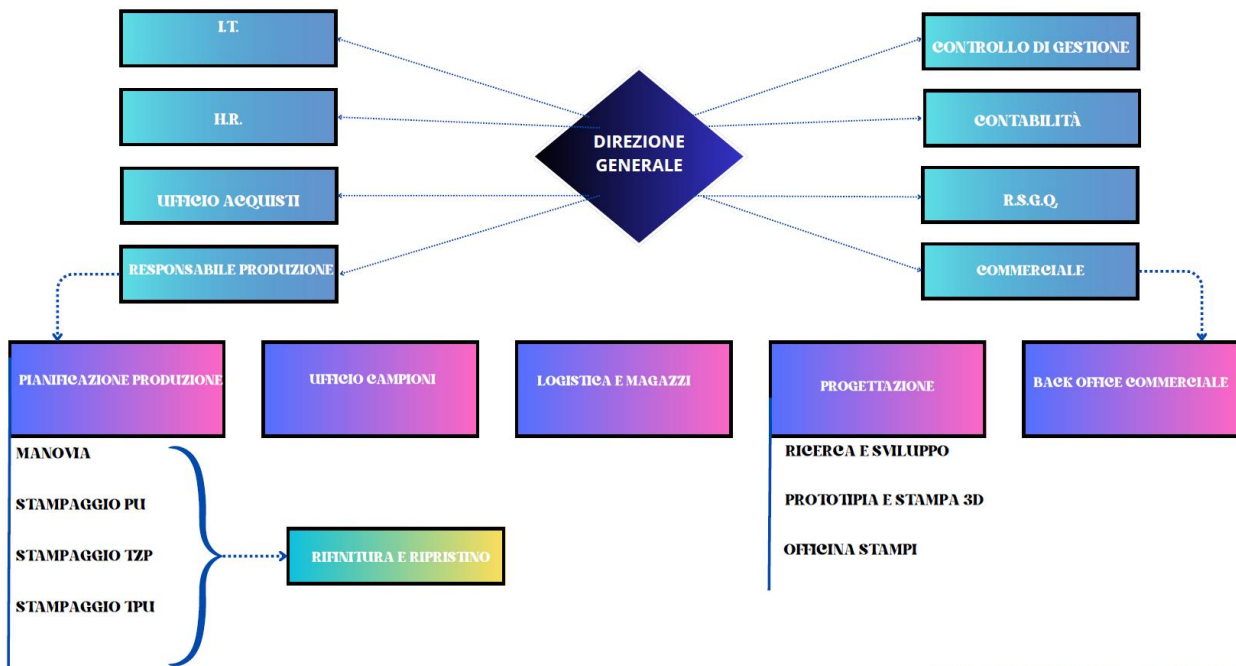 I.T.
CONTROLLO DI GESTIONE
H.R.
CONTABILITÀ
DIREZIONE
GENERALE
UFFICIO ACQUISTI
R.S.G.Q.
RESPONSABILE PRODUZIONE
COMMERCIALE
PIANIFICAZIONE PRODUZIONE
UFFICIO CAMPIONI
LOGISTICA E MAGAZZI
PROGETTAZIONE
BACK OFFICE COMMERCIALE
MANOVIA
STAMPAGGIO PU
STAMPAGGIO TZP
STAMPAGGIO TPU
RIFINITURA E RIPRISTINO
RICERCA E SVILUPPO
PROTOTIPIA E STAMPA 3D
OFFICINA STAMPI